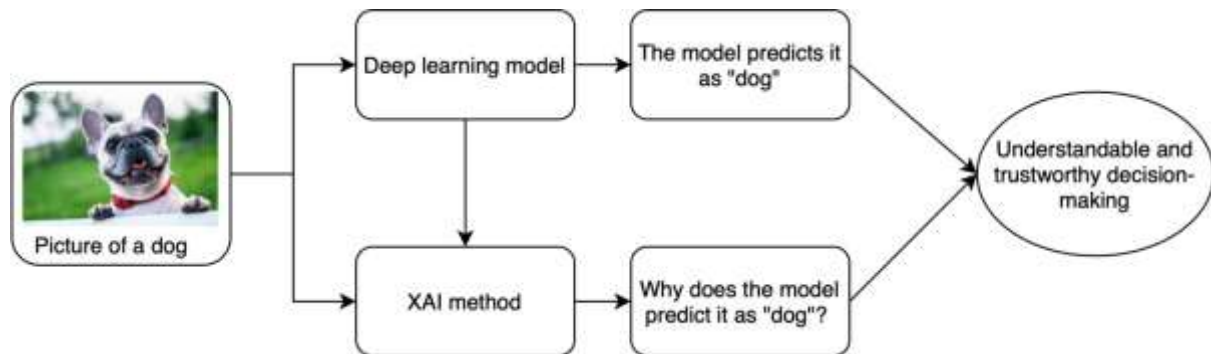 Deep learning model
The model predicts it
as "dog"
Understandable and
trustworthy decision-
making
Picture of a dog
XAI method
Why does the model
predict it as "dog"?